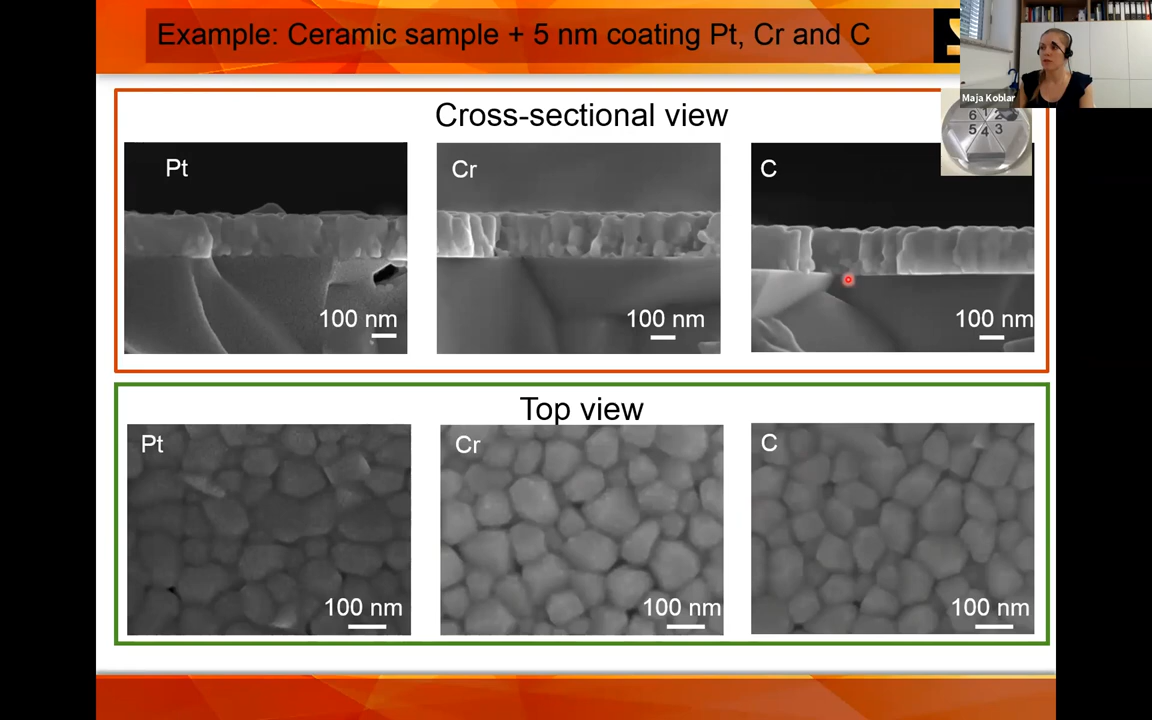 Example: Ceramic sample + 5 nm coating Pt, Cr and C
Maja Koblar
6 1 2
5 4 3
Cross-sectional view
Pt
Cr
C
100 nm
100 nm
100 nm
Top view
Pt
Cr
C
100 nm
100 nm
100 nm